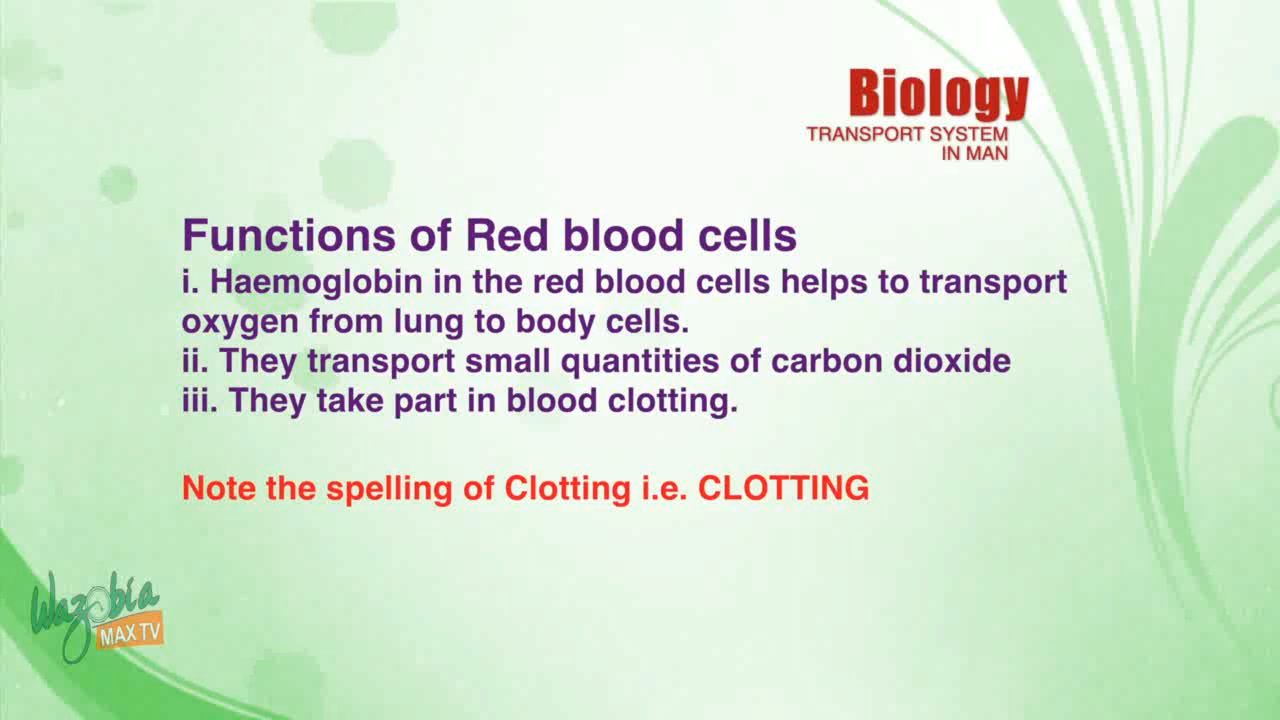 Biology
TRANSPORT SYSTEM
IN MAN
Functions of Red blood cells
i. Haemoglobin in the red blood cells helps to transport
oxygen from lung to body cells.
ii. They transport small quantities of carbon dioxide
iii. They take part in blood clotting.
Note the spelling of Clotting i.e. CLOTTING
Wazobia
MAX TV